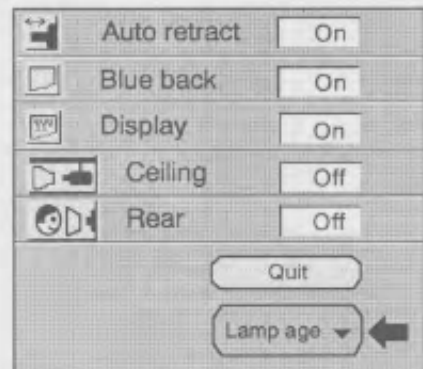 Auto retract On
Blue back On
Display On
Ceiling Off
Rear Off
Quit
Lamp age